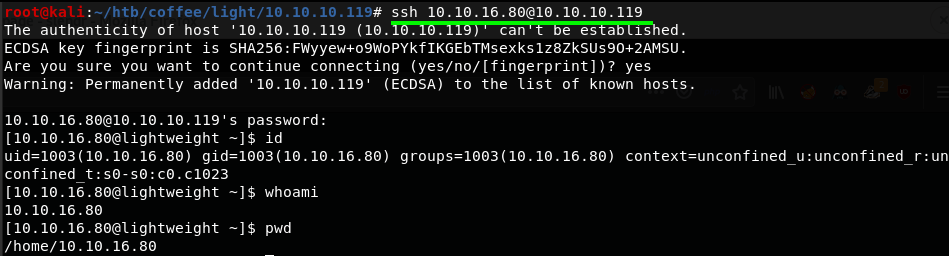 root@kali:~/htb/coffee/light/10.10.10.119# ssh 10.10.16.80@10.10.10.119
The authenticity of host '10.10.10.119 (10.10.10.119)' can't be established.
ECDSA key fingerprint is SHA256:FWyyew+o9WoPYkfIKGEbTMsexks1z8ZkSUs9O+2AMSU.
Are you sure you want to continue connecting (yes/no/[fingerprint])? yes
Warning: Permanently added '10.10.10.119' (ECDSA) to the list of known hosts.
10.10.16.80@10.10.10.119's password:
[10.10.16.80@lightweight ~]$ id
uid=1003(10.10.16.80) gid=1003(10.10.16.80) groups=1003(10.10.16.80) context=unconfined_u:unconfined_r:un
confined_t:s0-s0:c0.c1023
[10.10.16.80@lightweight ~]$ whoami
10.10.16.80
[10.10.16.80@lightweight ~]$ pwd
/home/10.10.16.80